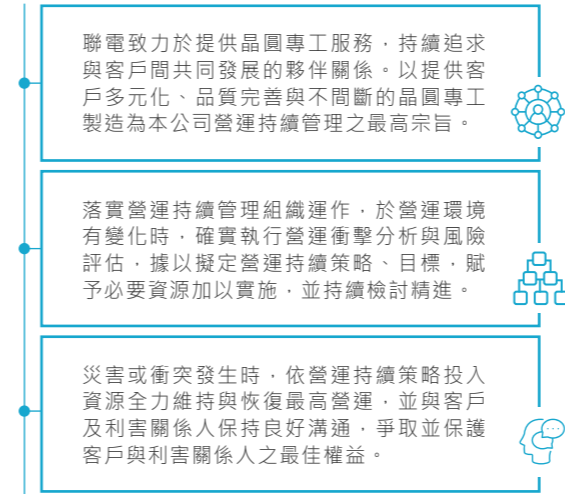 聯電致力於提供晶圓專工服務，持續追求
與客戶間共同發展的夥伴關係。以提供客
戶多元化、品質完善與不間斷的晶圓專工
製造為本公司營運持續管理之最高宗旨。
落實營運持續管理組織運作，於營運環境
有變化時，確實執行營運衝擊分析與風險
評估，據以擬定營運持續策略、目標，賦
予必要資源加以實施，並持續檢討精進。
災害或衝突發生時，依營運持續策略投入
資源全力維持與恢復最高營運，並與客戶
及利害關係人保持良好溝通，爭取並保護
客戶與利害關係人之最佳權益。